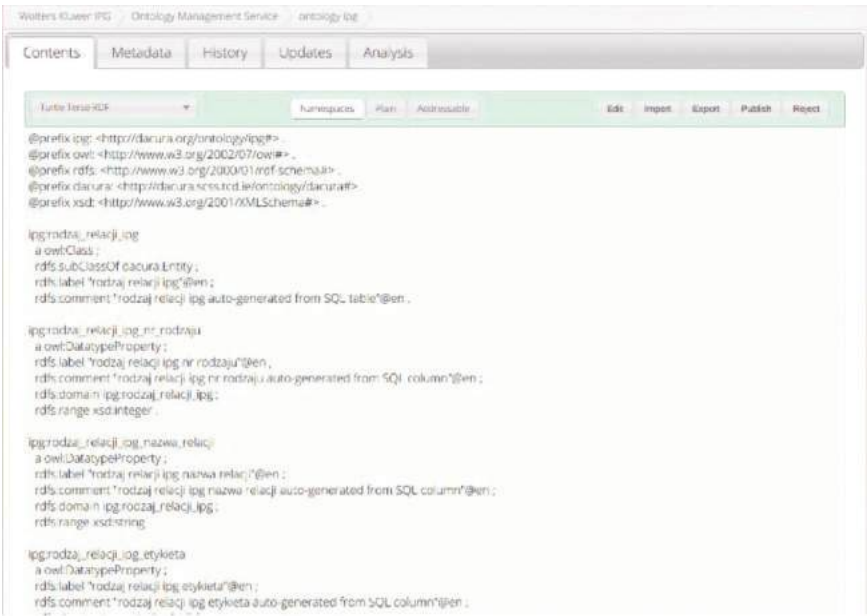 Wolters Kluwer IPG Ontology Management Service ontology ipg
Contents Metadata History Updates Analysis
Turtle Terse RDF Namespaces Plain Addressable Edit Import Export Publish Reject
@prefix ipg: <http://dacura.org/ontology/ipg#> .
@prefix owl: <http://www.w3.org/2002/07/owl#> .
@prefix rdfs: <http://www.w3.org/2000/01/rdf-schema#> .
@prefix dacura: <http://dacura.scss.tcd.ie/ontology/dacura#> .
@prefix xsd: <http://www.w3.org/2001/XMLSchema#> .
ipg:rodzaj_relacji_ipg
a owl:Class ;
rdfs:subClassOf dacura:Entity ;
rdfs:label "rodzaj relacji ipg"@en ;
rdfs:comment "rodzaj relacji ipg auto-generated from SQL table"@en .
ipg:rodzaj_relacji_ipg_nr_rodzaju
a owl:DatatypeProperty ;
rdfs:label "rodzaj relacji ipg nr rodzaju"@en ;
rdfs:comment "rodzaj relacji ipg nr rodzaju auto-generated from SQL column"@en ;
rdfs:domain ipg:rodzaj_relacji_ipg ;
rdfs:range xsd:integer .
ipg:rodzaj_relacji_ipg_nazwa_relacji
a owl:DatatypeProperty ;
rdfs:label "rodzaj relacji ipg nazwa relacji"@en ;
rdfs:comment "rodzaj relacji ipg nazwa relacji auto-generated from SQL column"@en ;
rdfs:domain ipg:rodzaj_relacji_ipg ;
rdfs:range xsd:string
ipg:rodzaj_relacji_ipg_etykieta
a owl:DatatypeProperty ;
rdfs:label "rodzaj relacji ipg etykieta"@en ;
rdfs:comment "rodzaj relacji ipg etykieta auto-generated from SQL column"@en ;